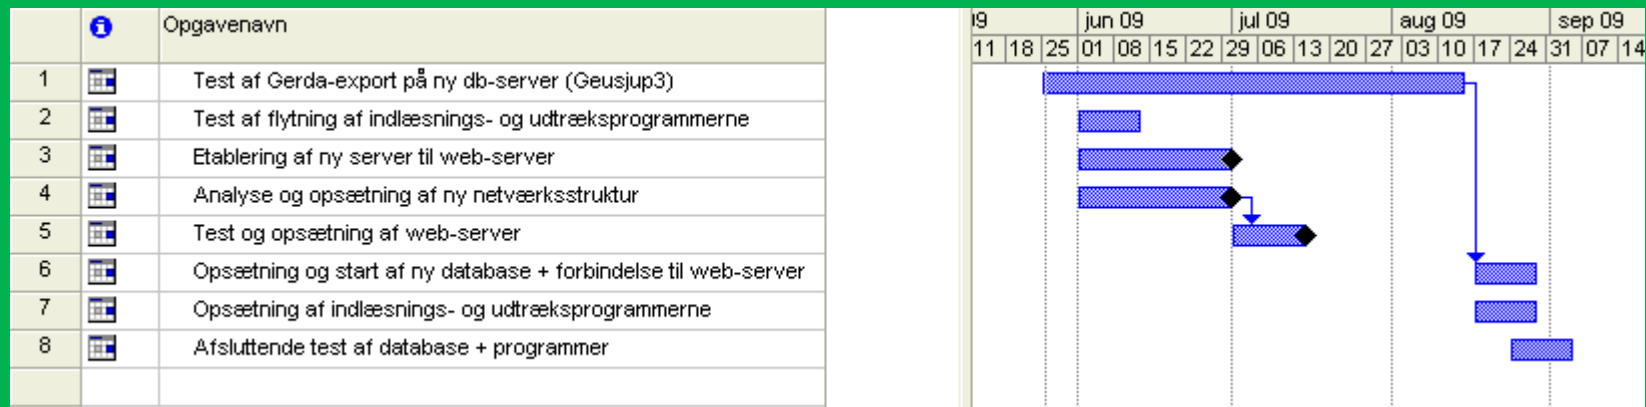 Opgavenavn
9 jun 09 jul 09 aug 09 sep 09
11 18 25 01 08 15 22 29 06 13 20 27 03 10 17 24 31 07 14
1 Test af Gerda-export på ny db-server (Geusjup3)
2 Test af flytning af indlæsnings- og udtræksprogrammerne
3 Etablering af ny server til web-server
4 Analyse og opsætning af ny netværksstruktur
5 Test og opsætning af web-server
6 Opsætning og start af ny database + forbindelse til web-server
7 Opsætning af indlæsnings- og udtræksprogrammerne
8 Afsluttende test af database + programmer